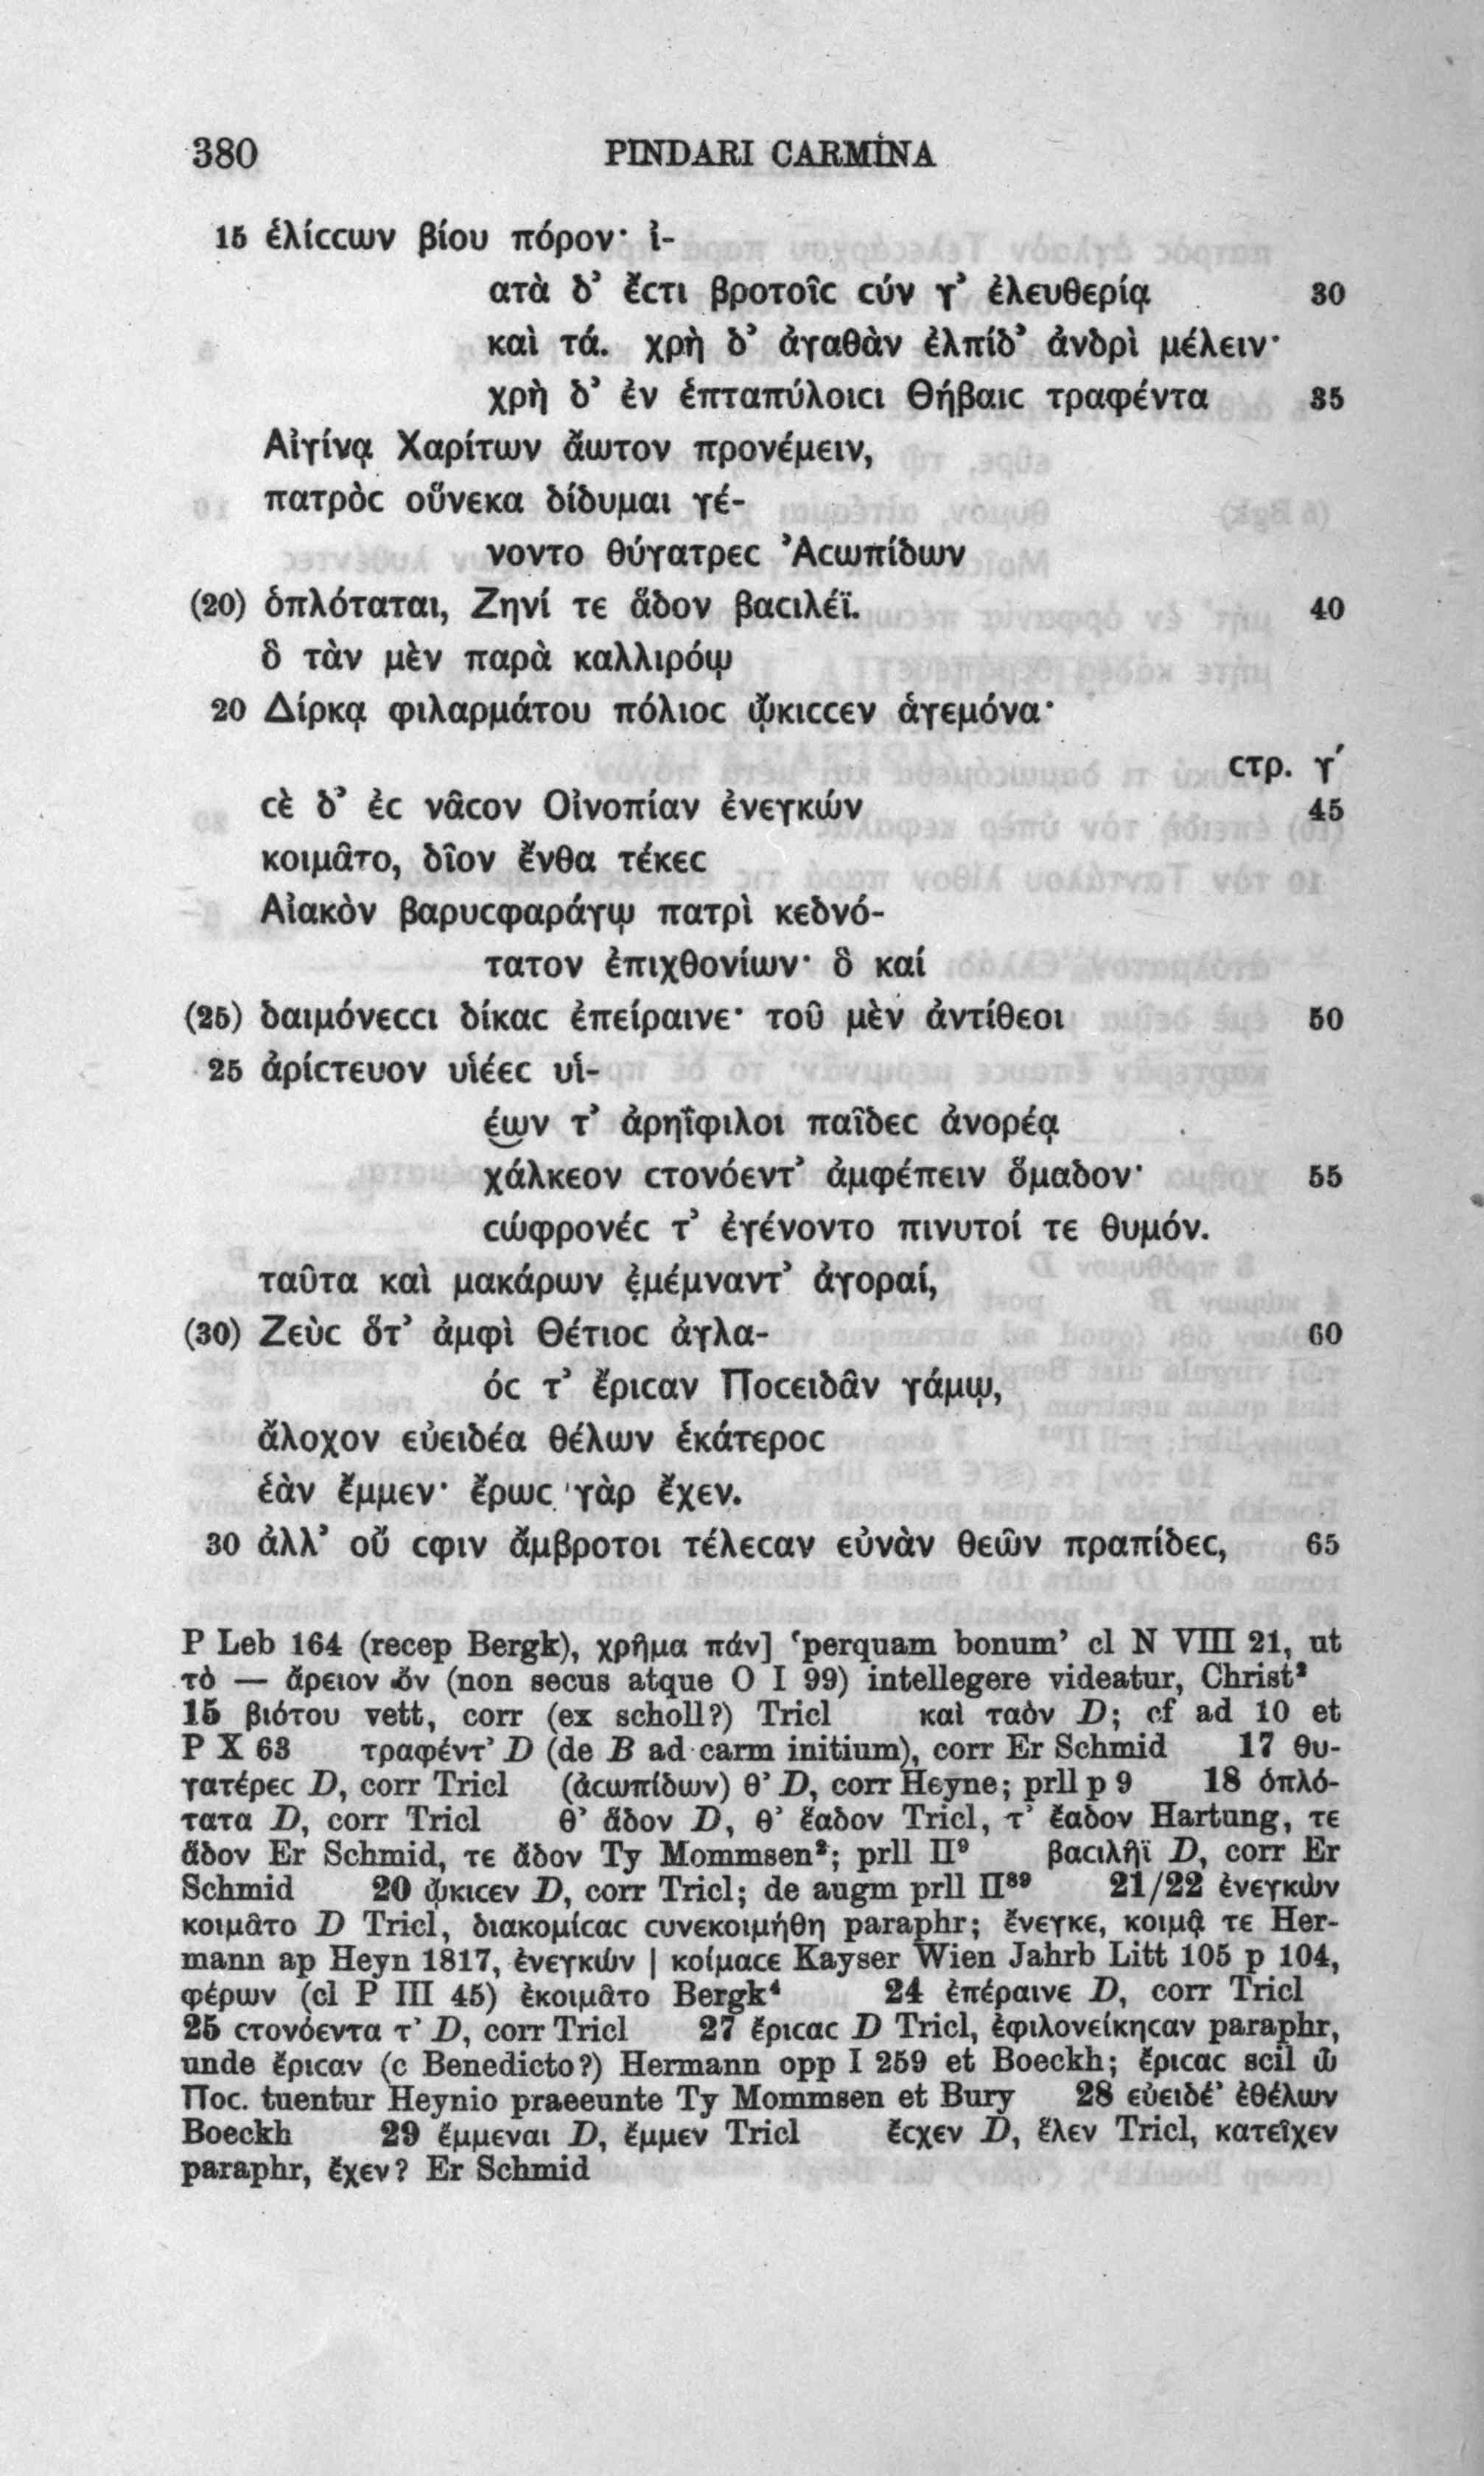 380 PINDARI CARMINA
15 ἑλίϲϲων βίου πόρον· ἰ-
ατὰ δ’ ἔϲτι βροτοῖϲ ϲύν γ’ ἐλευθερίᾳ 30
καὶ τά. χρὴ δ’ ἀγαθὰν ἐλπίδ’ ἀνδρὶ μέλειν·
χρὴ δ’ ἐν ἑπταπύλοιϲι Θήβαιϲ τραφέντα 35
Αἰγίνᾳ Χαρίτων ἄωτον προνέμειν,
πατρὸϲ οὕνεκα δίδυμαι γέ-
νοντο θύγατρεϲ Ἀϲωπίδων
(20) ὁπλόταται, Ζηνί τε ἅδον βαϲιλέϊ. 40
ὃ τὰν μὲν παρὰ καλλιρόῳ
20 Δίρκᾳ φιλαρμάτου πόλιοϲ ᾤκιϲϲεν ἁγεμόνα·
ϲτρ. γ′
ϲὲ δ’ ἐϲ νᾶϲον Οἰνοπίαν ἐνεγκών 45
κοιμᾶτο, δῖον ἔνθα τέκεϲ
Αἰακὸν βαρυϲφαράγῳ πατρὶ κεδνό-
τατον ἐπιχθονίων· ὃ καί
(25) δαιμόνεϲϲι δίκαϲ ἐπείραινε· τοῦ μὲν ἀντίθεοι 50
25 ἀρίϲτευον υἱέεϲ υἱ-
έων τ’ ἀρηΐφιλοι παῖδεϲ ἀνορέᾳ
χάλκεον ϲτονόεντ’ ἀμφέπειν ὅμαδον· 55
ϲώφρονέϲ τ’ ἐγένοντο πινυτοί τε θυμόν.
ταῦτα καὶ μακάρων ἐμέμναντ’ ἀγοραί,
(30) Ζεὺϲ ὅτ’ ἀμφὶ Θέτιοϲ ἀγλα- 60
όϲ τ’ ἔριϲαν Ποϲειδᾶν γάμῳ,
ἄλοχον εὐειδέα θέλων ἑκάτεροϲ
ἑὰν ἔμμεν· ἔρωϲ γὰρ ἔχεν.
30 ἀλλ’ οὔ ϲφιν ἄμβροτοι τέλεϲαν εὐνὰν θεῶν πραπίδεϲ, 65
P Leb 164 (recep Bergk), χρῆμα πάν] ‘perquam bonum’ cl N VIII 21, ut
τὸ — ἄρειον ὄν (non secus atque O I 99) intellegere videatur, Christ²
15 βιότου vett, corr (ex scholl?) Tricl καὶ ταὸν D; cf ad 10 et
P X 63 τραφέντ’ D (de B ad carm initium), corr Er Schmid 17 θυ-
γατέρεϲ D, corr Tricl (ἀϲωπίδων) θ’ D, corr Heyne; prll p 9 18 ὁπλό-
τατα D, corr Tricl θ’ ἅδον D, θ’ ἕαδον Tricl, τ’ ἔαδον Hartung, τε
ἅδον Er Schmid, τε ἄδον Ty Mommsen²; prll II⁹ βαϲιλῆϊ D, corr Er
Schmid 20 ᾤκιϲεν D, corr Tricl; de augm prll II⁸⁹ 21/22 ἐνεγκὼν
κοιμᾶτο D Tricl, διακομίϲαϲ ϲυνεκοιμήθη paraphr; ἔνεγκε, κοιμᾷ τε Her-
mann ap Heyn 1817, ἐνεγκών | κοίμαϲε Kayser Wien Jahrb Litt 105 p 104,
φέρων (cl P III 45) ἐκοιμᾶτο Bergk⁴ 24 ἐπέραινε D, corr Tricl
25 ϲτονόεντα τ’ D, corr Tricl 27 ἔριϲαϲ D Tricl, ἐφιλονείκηϲαν paraphr,
unde ἔριϲαν (c Benedicto?) Hermann opp I 259 et Boeckh; ἔριϲαϲ scil ὦ
Ποϲ. tuentur Heynio praeeunte Ty Mommsen et Bury 28 εὐειδέ’ ἐθέλων
Boeckh 29 ἔμμεναι D, ἔμμεν Tricl ἔϲχεν D, ἕλεν Tricl, κατεῖχεν
paraphr, ἔχεν? Er Schmid